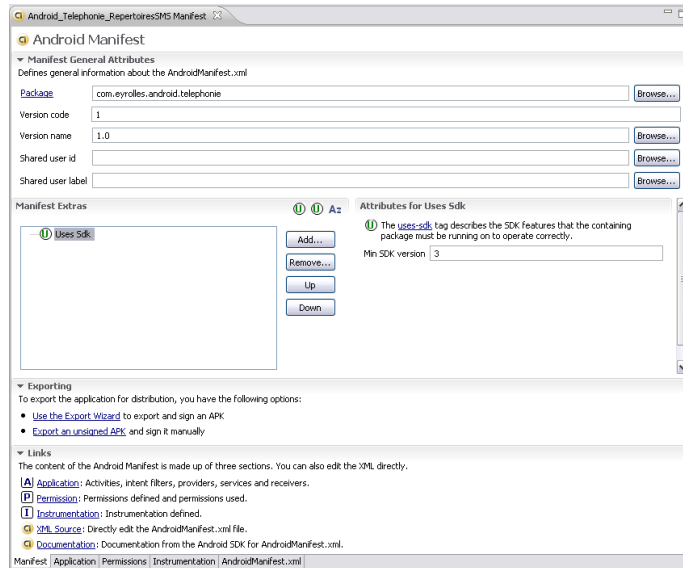 Android_Telephonie_RepertoiresSMS Manifest
Android Manifest
Manifest General Attributes
Defines general information about the AndroidManifest.xml
Package com.eyrolles.android.telephonie Browse...
Version code 1
Version name 1.0 Browse...
Shared user id Browse...
Shared user label Browse...
Manifest Extras
U U Az
U Uses Sdk
Add...
Remove...
Up
Down
Attributes for Uses Sdk
U The uses-sdk tag describes the SDK features that the containing
package must be running on to operate correctly.
Min SDK version 3
Exporting
To export the application for distribution, you have the following options:
Use the Export Wizard to export and sign an APK
Export an unsigned APK and sign it manually
Links
The content of the Android Manifest is made up of three sections. You can also edit the XML directly.
A Application: Activities, intent filters, providers, services and receivers.
P Permission: Permissions defined and permissions used.
I Instrumentation: Instrumentation defined.
XML Source: Directly edit the AndroidManifest.xml file.
Documentation: Documentation from the Android SDK for AndroidManifest.xml.
Manifest Application Permissions Instrumentation AndroidManifest.xml